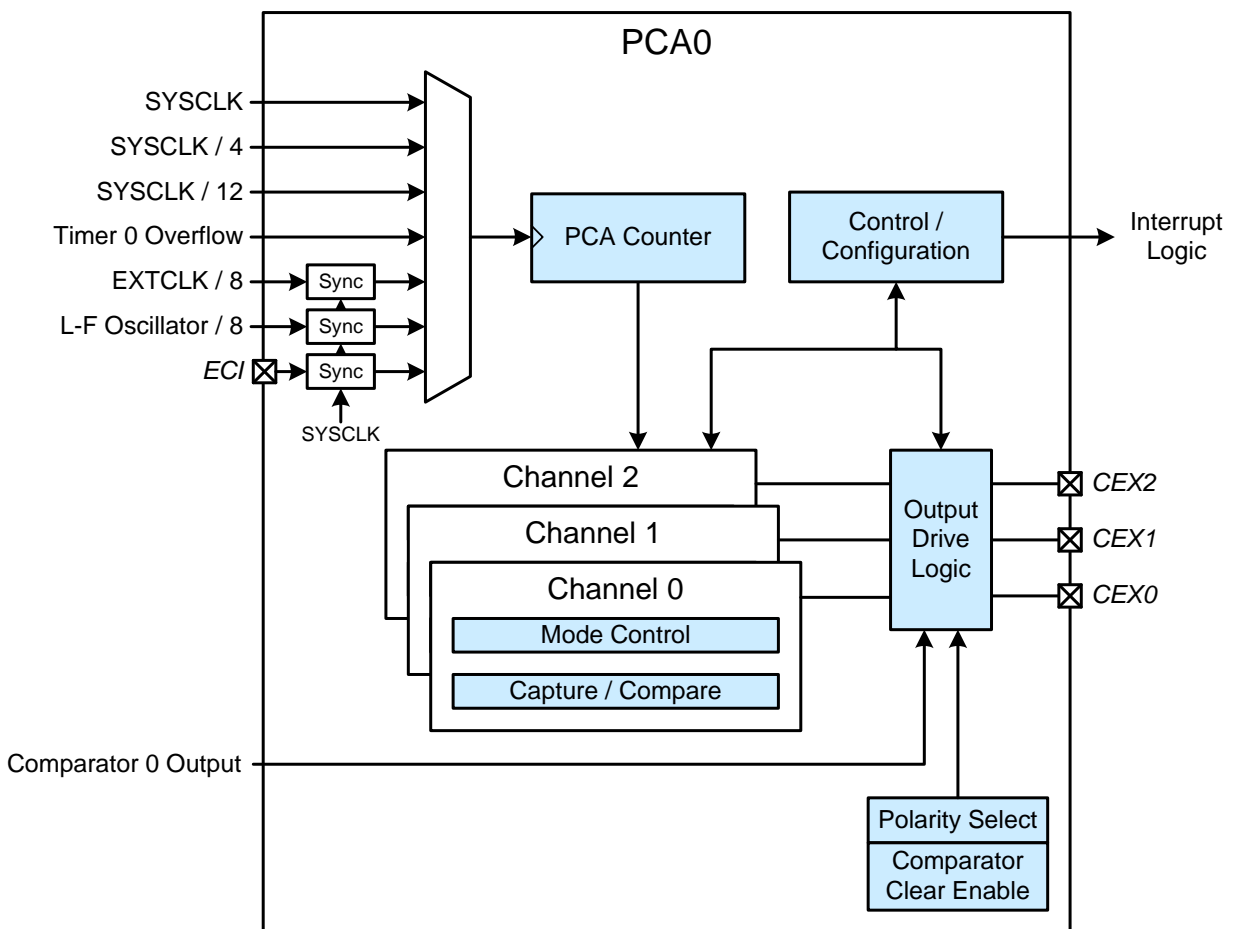 PCA0
SYSCLK
SYSCLK / 4
SYSCLK / 12
Timer 0 Overflow
EXTCLK / 8
L-F Oscillator / 8
ECI
Sync
Sync
Sync
SYSCLK
PCA Counter
Control /
Configuration
Interrupt
Logic
Channel 2
Channel 1
Channel 0
Mode Control
Capture / Compare
Output
Drive
Logic
CEX2
CEX1
CEX0
Comparator 0 Output
Polarity Select
Comparator
Clear Enable